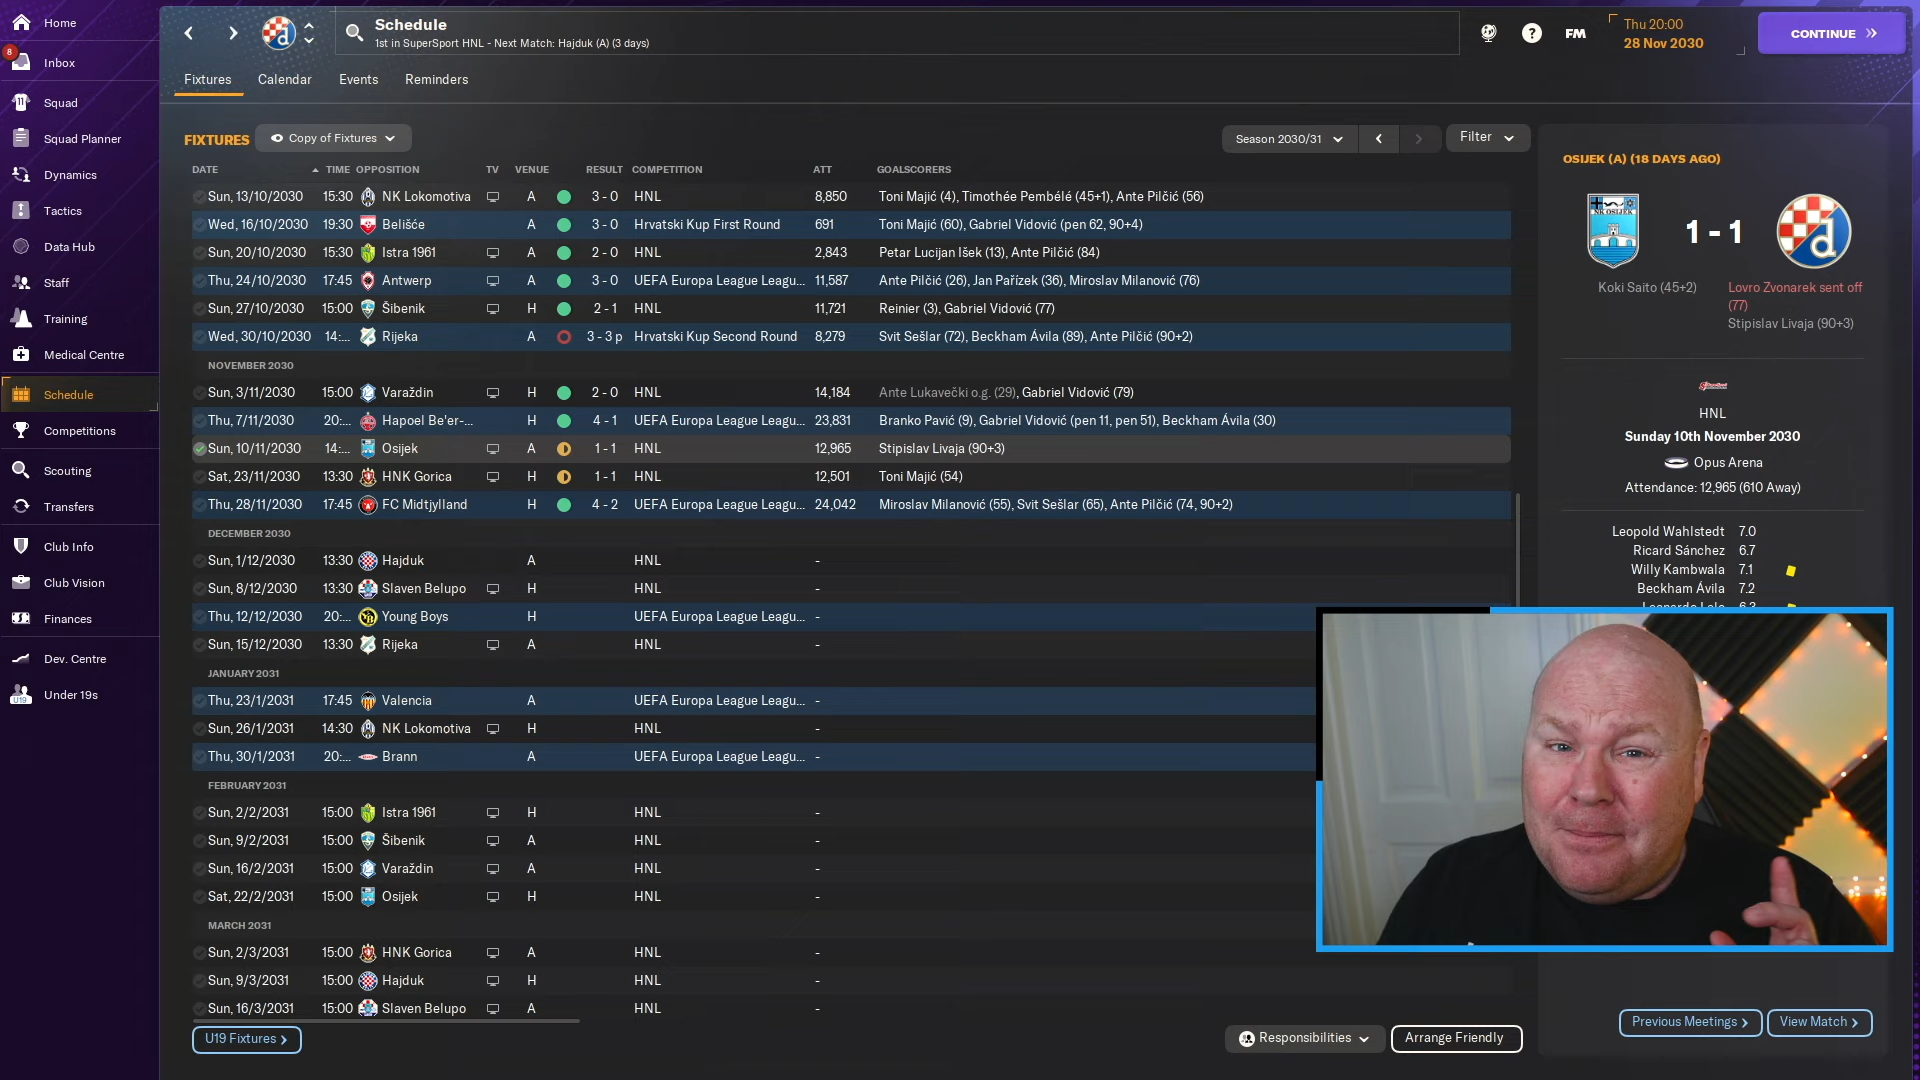 Home
8
Inbox
Squad
Squad Planner
Dynamics
Tactics
Data Hub
Staff
Training
Medical Centre
Schedule
Competitions
Scouting
Transfers
Club Info
Club Vision
Finances
Dev. Centre
U19
Under 19s
Schedule
1st in SuperSport HNL - Next Match: Hajduk (A) (3 days)
?
FM
Thu 20:00
28 Nov 2030
CONTINUE
Fixtures Calendar Events Reminders
FIXTURES Copy of Fixtures Season 2030/31 Filter
DATE TIME OPPOSITION TV VENUE RESULT COMPETITION ATT GOALSCORERS
Sun, 13/10/2030 15:30 NK Lokomotiva A 3 - 0 HNL 8,850 Toni Majić (4), Timothée Pembélé (45+1), Ante Pilčić (56)
Wed, 16/10/2030 19:30 Belišće A 3 - 0 Hrvatski Kup First Round 691 Toni Majić (60), Gabriel Vidović (pen 62, 90+4)
Sun, 20/10/2030 15:30 Istra 1961 A 2 - 0 HNL 2,843 Petar Lucijan Išek (13), Ante Pilčić (84)
Thu, 24/10/2030 17:45 Antwerp A 3 - 0 UEFA Europa League Leagu... 11,587 Ante Pilčić (26), Jan Pařízek (36), Miroslav Milanović (76)
Sun, 27/10/2030 15:00 Šibenik H 2 - 1 HNL 11,721 Reinier (3), Gabriel Vidović (77)
Wed, 30/10/2030 14:... Rijeka A 3 - 3 p Hrvatski Kup Second Round 8,279 Svit Sešlar (72), Beckham Ávila (89), Ante Pilčić (90+2)
NOVEMBER 2030
Sun, 3/11/2030 15:00 Varaždin H 2 - 0 HNL 14,184 Ante Lukavečki o.g. (29), Gabriel Vidović (79)
Thu, 7/11/2030 20:... Hapoel Be'er-... H 4 - 1 UEFA Europa League Leagu... 23,831 Branko Pavić (9), Gabriel Vidović (pen 11, pen 51), Beckham Ávila (30)
Sun, 10/11/2030 14:... Osijek A 1 - 1 HNL 12,965 Stipislav Livaja (90+3)
Sat, 23/11/2030 13:30 HNK Gorica H 1 - 1 HNL 12,501 Toni Majić (54)
Thu, 28/11/2030 17:45 FC Midtjylland H 4 - 2 UEFA Europa League Leagu... 24,042 Miroslav Milanović (55), Svit Sešlar (65), Ante Pilčić (74, 90+2)
DECEMBER 2030
Sun, 1/12/2030 13:30 Hajduk A HNL -
Sun, 8/12/2030 13:30 Slaven Belupo H HNL -
Thu, 12/12/2030 20:... Young Boys H UEFA Europa League Leagu... -
Sun, 15/12/2030 13:30 Rijeka A HNL -
JANUARY 2031
Thu, 23/1/2031 17:45 Valencia A UEFA Europa League Leagu... -
Sun, 26/1/2031 14:30 NK Lokomotiva H HNL -
Thu, 30/1/2031 20:... Brann A UEFA Europa League Leagu... -
FEBRUARY 2031
Sun, 2/2/2031 15:00 Istra 1961 H HNL -
Sun, 9/2/2031 15:00 Šibenik A HNL -
Sun, 16/2/2031 15:00 Varaždin A HNL -
Sat, 22/2/2031 15:00 Osijek H HNL -
MARCH 2031
Sun, 2/3/2031 15:00 HNK Gorica A HNL -
Sun, 9/3/2031 15:00 Hajduk H HNL -
Sun, 16/3/2031 15:00 Slaven Belupo A HNL -
U19 Fixtures Responsibilities Arrange Friendly
OSIJEK (A) (18 DAYS AGO)
NK OSIJEK
1 - 1
d
Koki Saito (45+2)
Lovro Zvonarek sent off
(77)
Stipislav Livaja (90+3)
HNL
Sunday 10th November 2030
Opus Arena
Attendance: 12,965 (610 Away)
Leopold Wahlstedt 7.0
Ricard Sánchez 6.7
Willy Kambwala 7.1
Beckham Ávila 7.2
Previous Meetings View Match